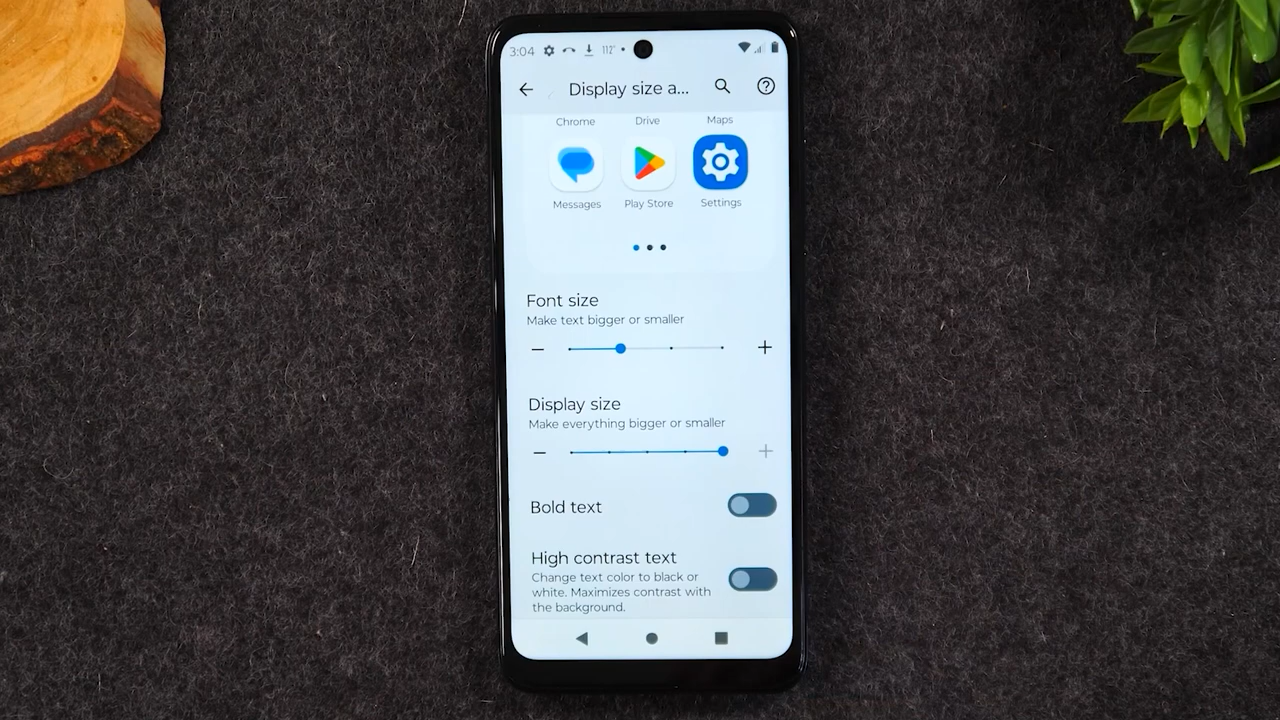 3:04 112°
Display size a...
Chrome Drive Maps
Messages Play Store Settings
Font size
Make text bigger or smaller
Display size
Make everything bigger or smaller
Bold text
High contrast text
Change text color to black or
white. Maximizes contrast with
the background.